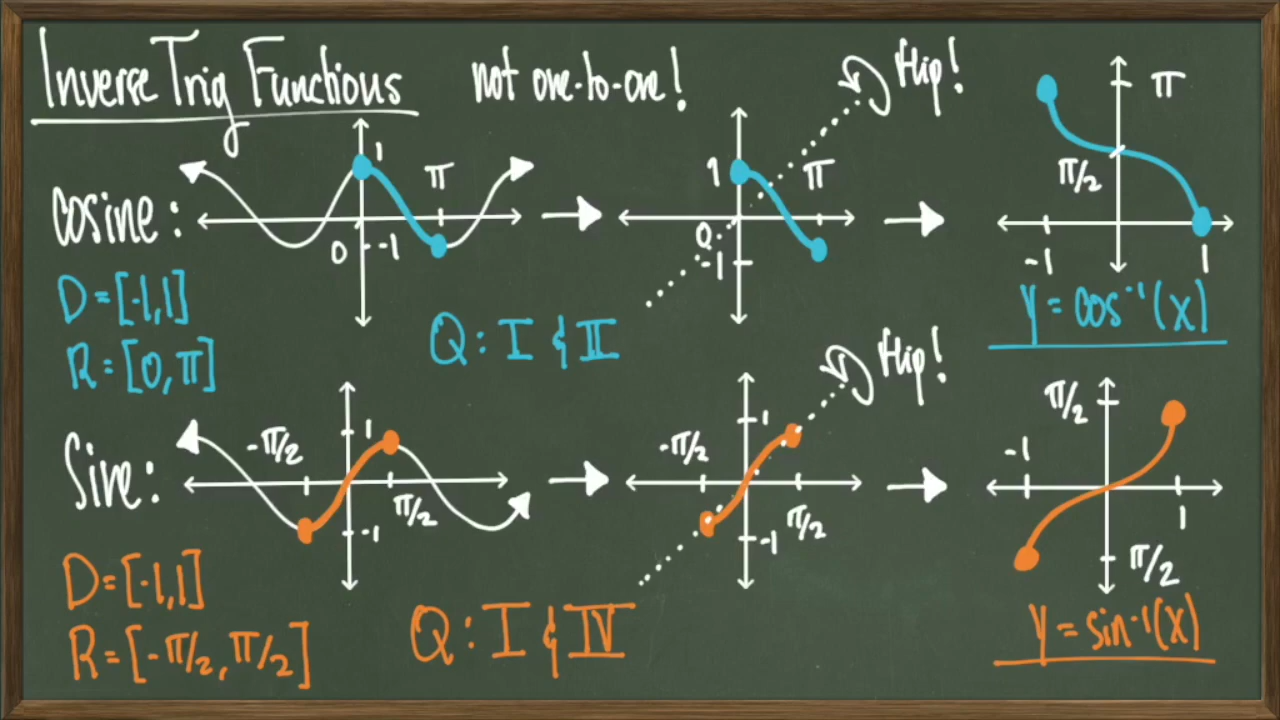 Inverse Trig Functions
not one-to-one!
flip!
Cosine:
1
π
0
-1
1
π
0
-1
π
π/2
-1
1
D=[-1,1]
R=[0,π]
Q: I & II
y=cos⁻¹(x)
flip!
Sine:
-π/2
1
π/2
-1
-π/2
1
π/2
-1
π/2
-1
1
π/2
D=[-1,1]
R=[-π/2,π/2]
Q: I & IV
y=sin⁻¹(x)